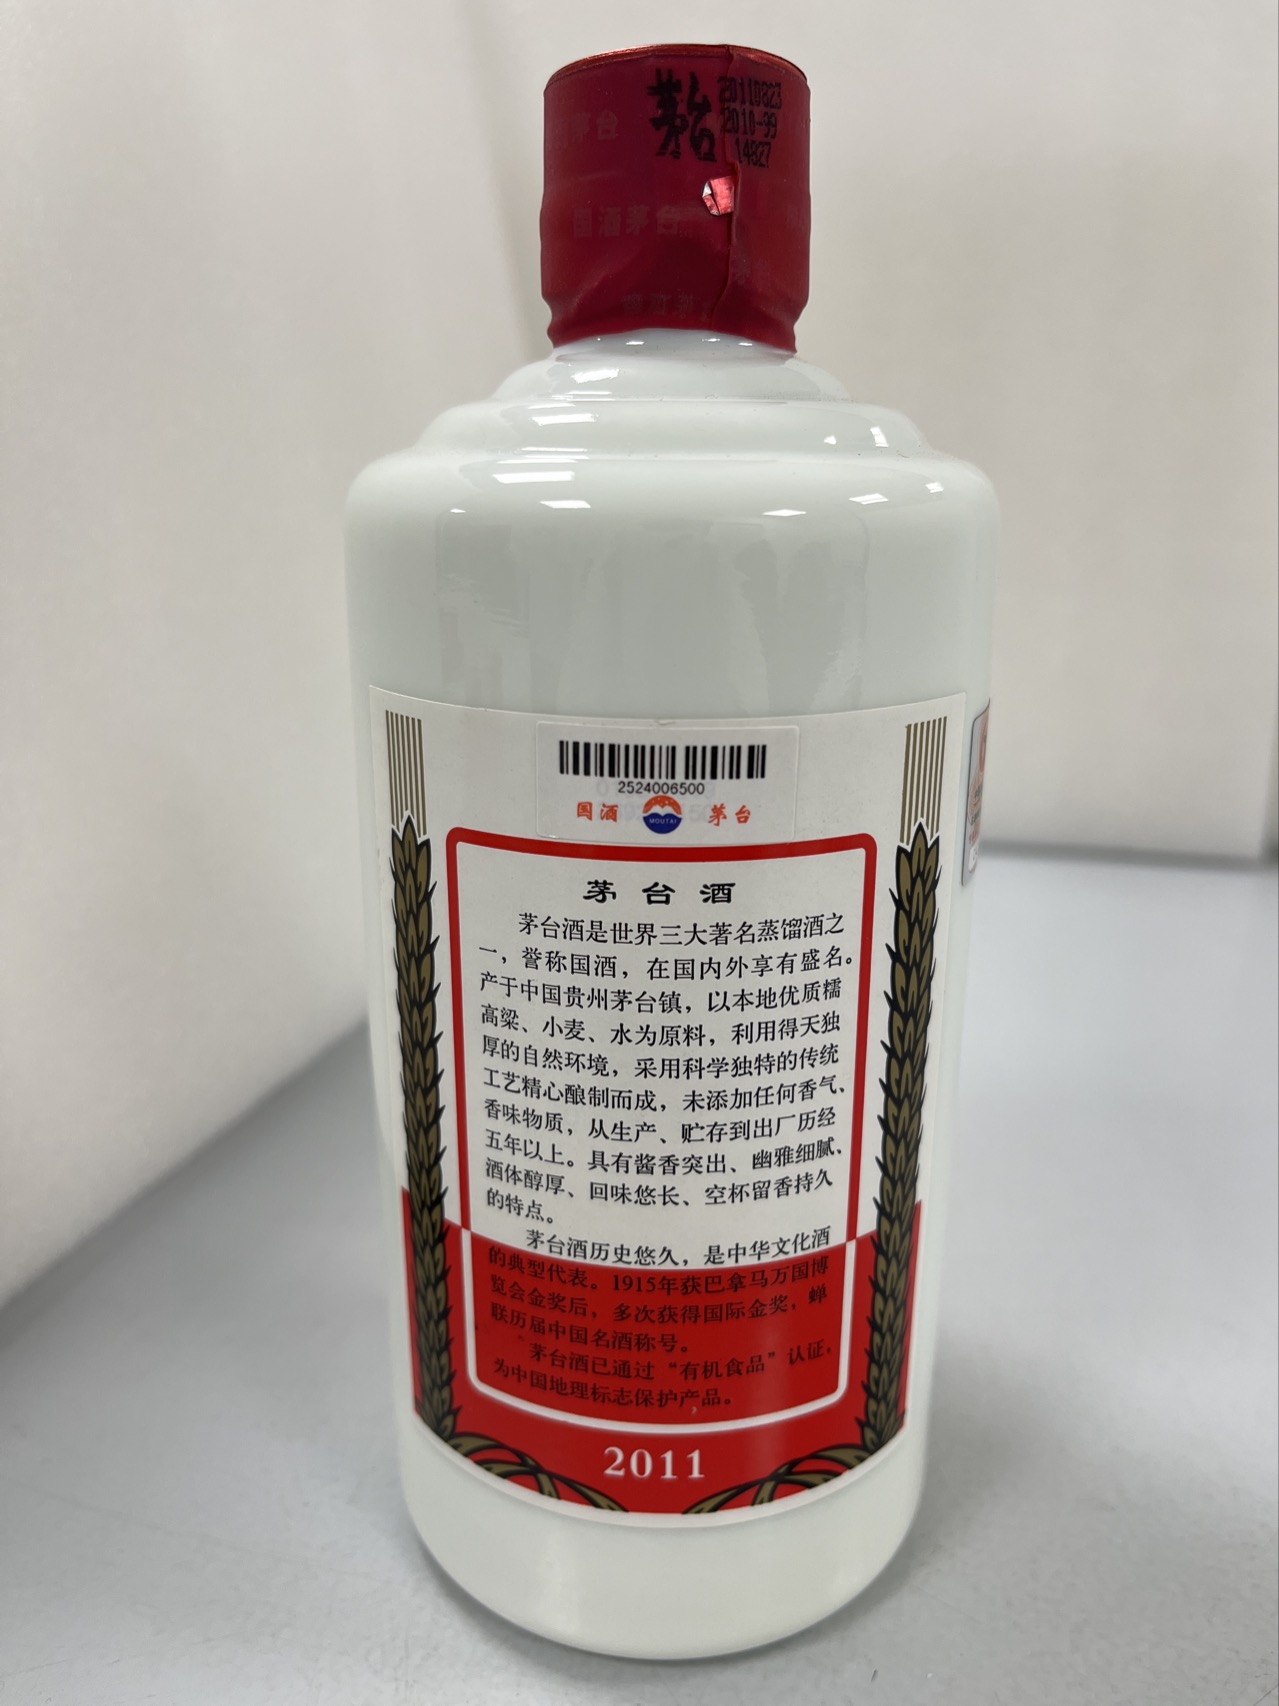 茅台
20110823
2010-99
14827
国酒茅台
2524006500
国酒
MOUTAI
茅台
茅台酒
茅台酒是世界三大著名蒸馏酒之
一，誉称国酒，在国内外享有盛名。
产于中国贵州茅台镇，以本地优质糯
高粱、小麦、水为原料，利用得天独
厚的自然环境，采用科学独特的传统
工艺精心酿制而成，未添加任何香气、
香味物质，从生产、贮存到出厂历经
五年以上。具有酱香突出、幽雅细腻、
酒体醇厚、回味悠长、空杯留香持久
的特点。
茅台酒历史悠久，是中华文化酒
的典型代表。1915年获巴拿马万国博
览会金奖后，多次获得国际金奖，蝉
联历届中国名酒称号。
茅台酒已通过“有机食品”认证，
为中国地理标志保护产品。
2011